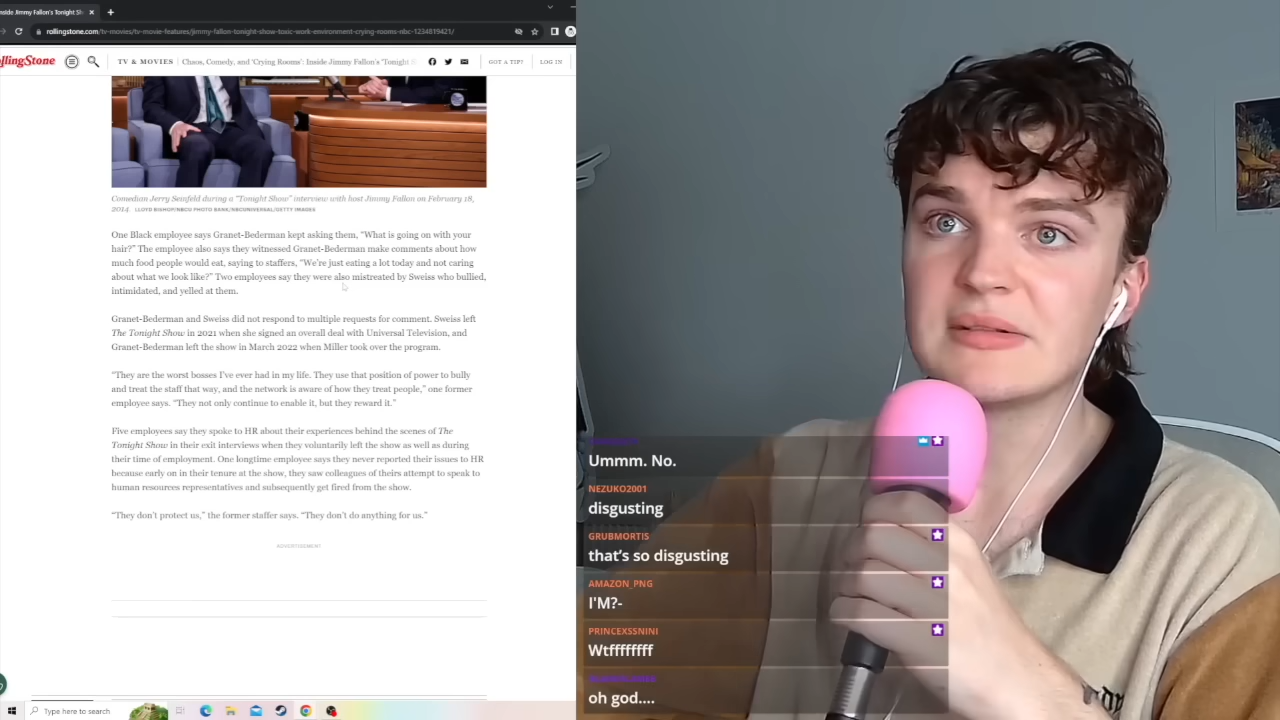 nside Jimmy Fallon's Tonight Sh
rollingstone.com/tv-movies/tv-movie-features/jimmy-fallon-tonight-show-toxic-work-environment-crying-rooms-nbc-1234819421/
llingStone
TV & MOVIES
Chaos, Comedy, and 'Crying Rooms': Inside Jimmy Fallon's 'Tonight
GOT A TIP?
LOG IN
Comedian Jerry Seinfeld during a "Tonight Show" interview with host Jimmy Fallon on February 18,
2014. LLOYD BISHOP/NBCU PHOTO BANK/NBCUNIVERSAL/GETTY IMAGES
One Black employee says Granet-Bederman kept asking them, "What is going on with your
hair?" The employee also says they witnessed Granet-Bederman make comments about how
much food people would eat, saying to staffers, "We're just eating a lot today and not caring
about what we look like?" Two employees say they were also mistreated by Sweiss who bullied,
intimidated, and yelled at them.
Granet-Bederman and Sweiss did not respond to multiple requests for comment. Sweiss left
The Tonight Show in 2021 when she signed an overall deal with Universal Television, and
Granet-Bederman left the show in March 2022 when Miller took over the program.
"They are the worst bosses I've ever had in my life. They use that position of power to bully
and treat the staff that way, and the network is aware of how they treat people," one former
employee says. "They not only continue to enable it, but they reward it."
Five employees say they spoke to HR about their experiences behind the scenes of The
Tonight Show in their exit interviews when they voluntarily left the show as well as during
their time of employment. One longtime employee says they never reported their issues to HR
because early on in their tenure at the show, they saw colleagues of theirs attempt to speak to
human resources representatives and subsequently get fired from the show.
"They don't protect us," the former staffer says. "They don't do anything for us."
ADVERTISEMENT
Type here to search
Ummm. No.
NEZUKO2001
disgusting
GRUBMORTIS
that's so disgusting
AMAZON_PNG
I'M?-
PRINCEXSSNINI
Wtffffffff
oh god....